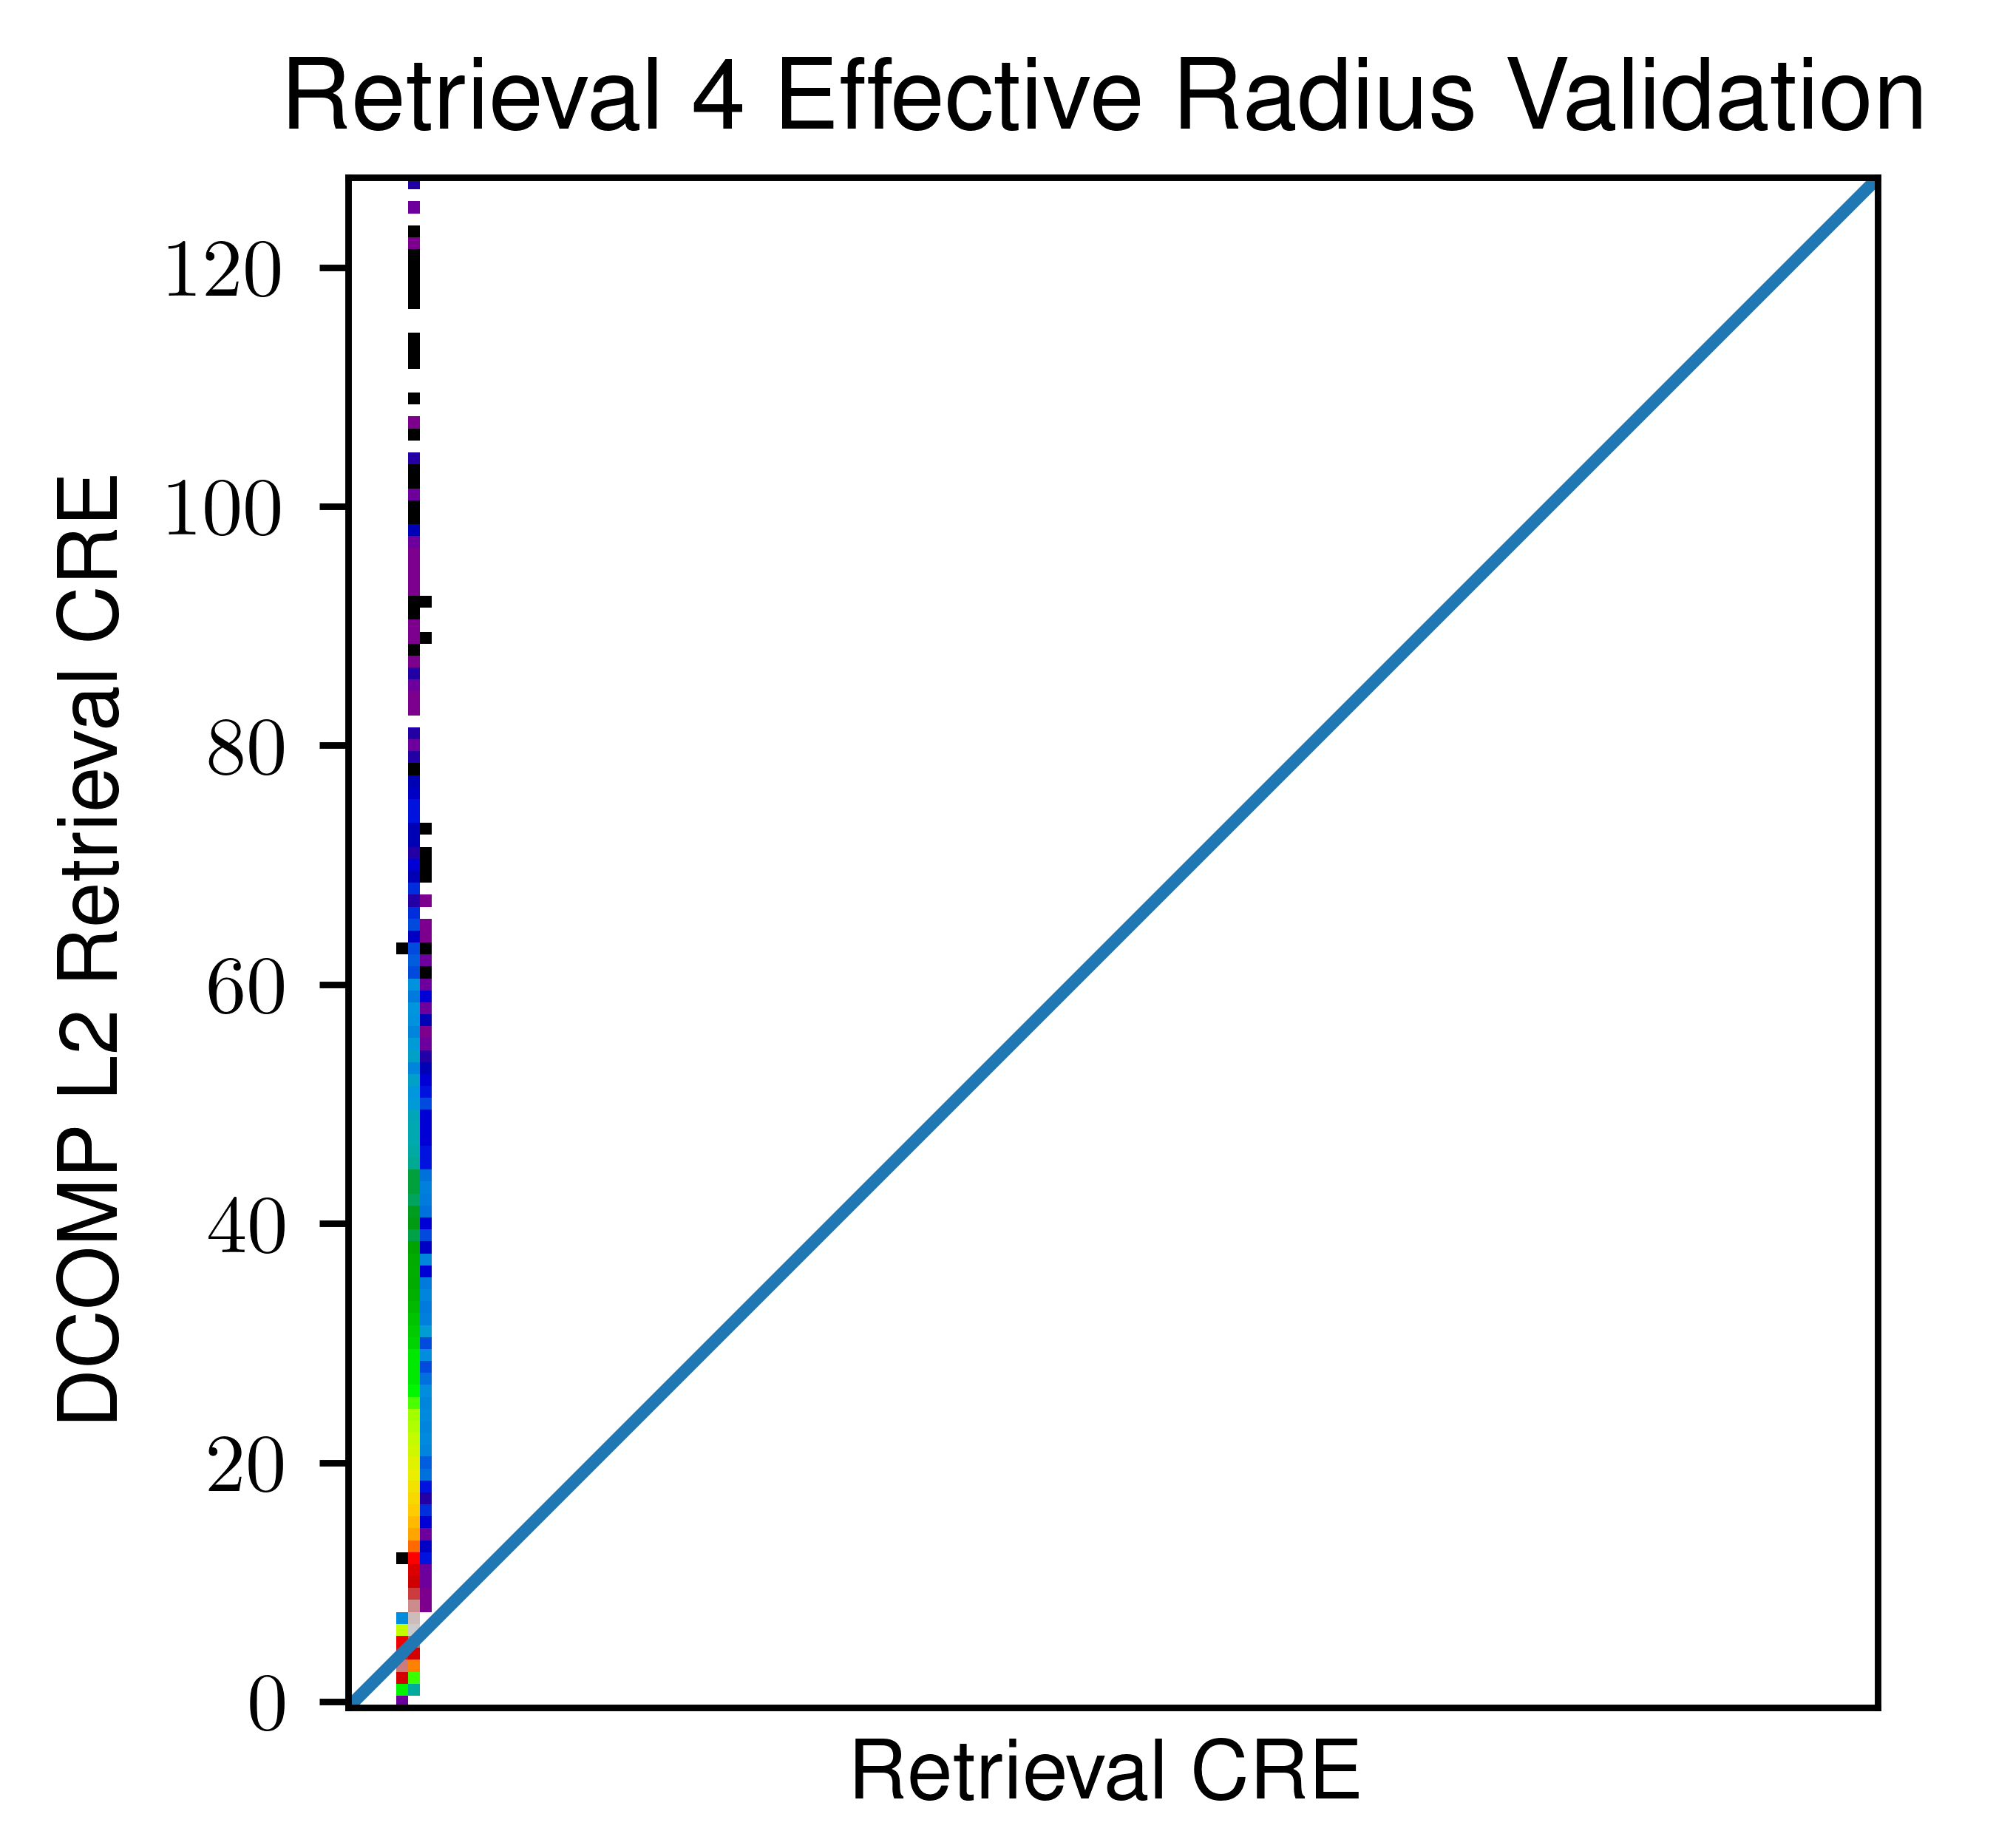 Retrieval 4 Effective Radius Validation
DCOMP L2 Retrieval CRE
120
100
80
60
40
20
0
Retrieval CRE